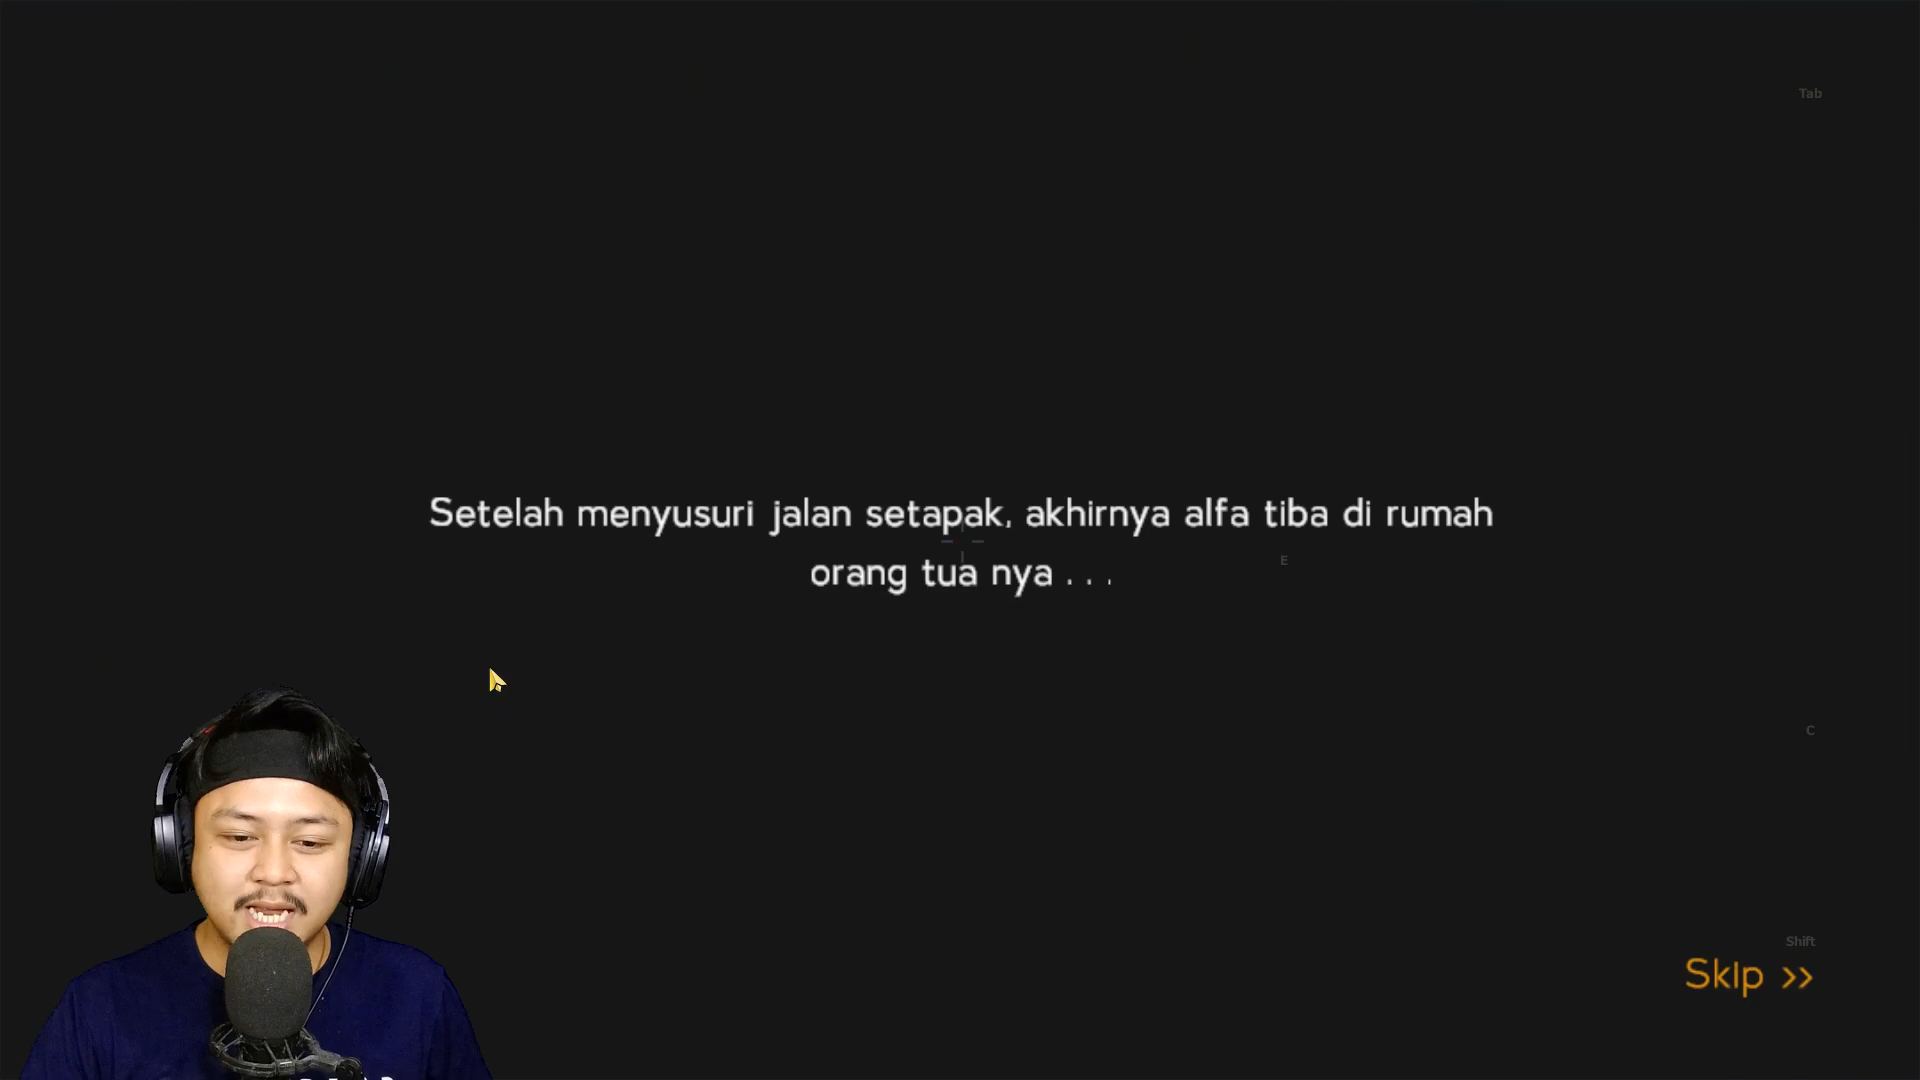 Tab
Setelah menyusuri jalan setapak, akhirnya alfa tiba di rumah
E
orang tua nya . . .
C
Shift
Skip >>